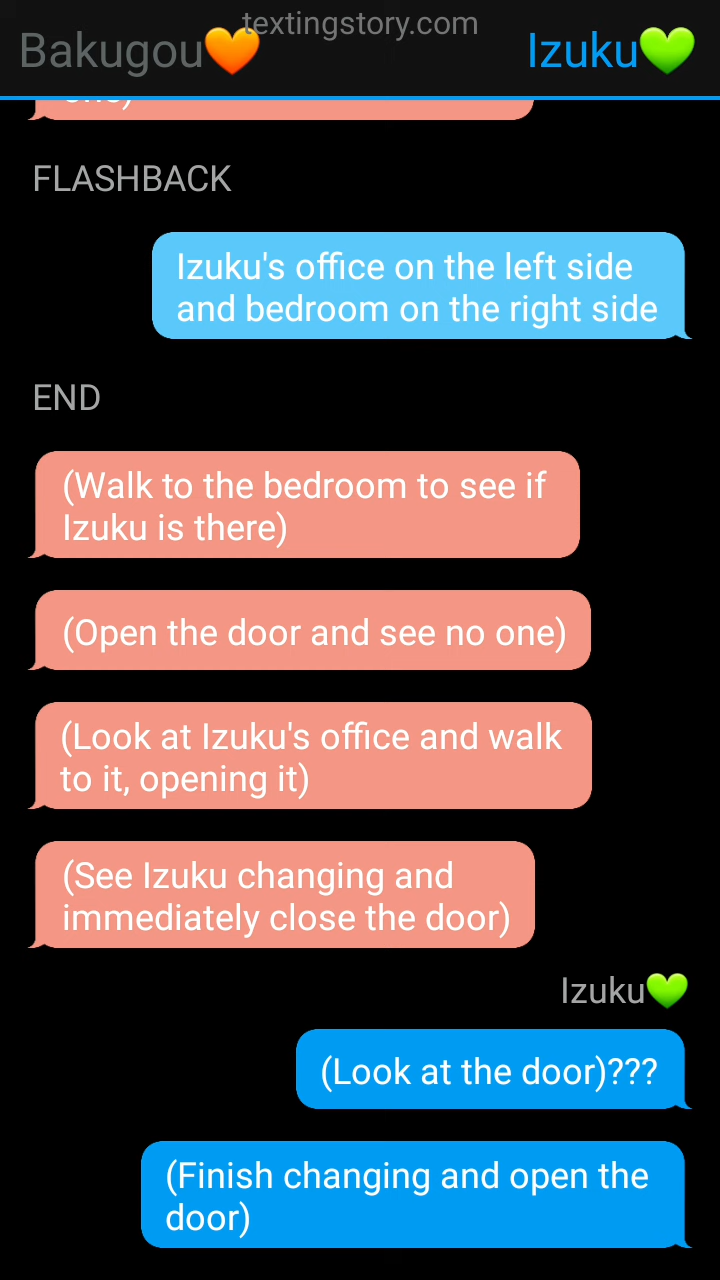 textingstory.com
Bakugou🧡 Izuku💚
FLASHBACK
Izuku's office on the left side
and bedroom on the right side
END
(Walk to the bedroom to see if
Izuku is there)
(Open the door and see no one)
(Look at Izuku's office and walk
to it, opening it)
(See Izuku changing and
immediately close the door)
Izuku💚
(Look at the door)???
(Finish changing and open the
door)